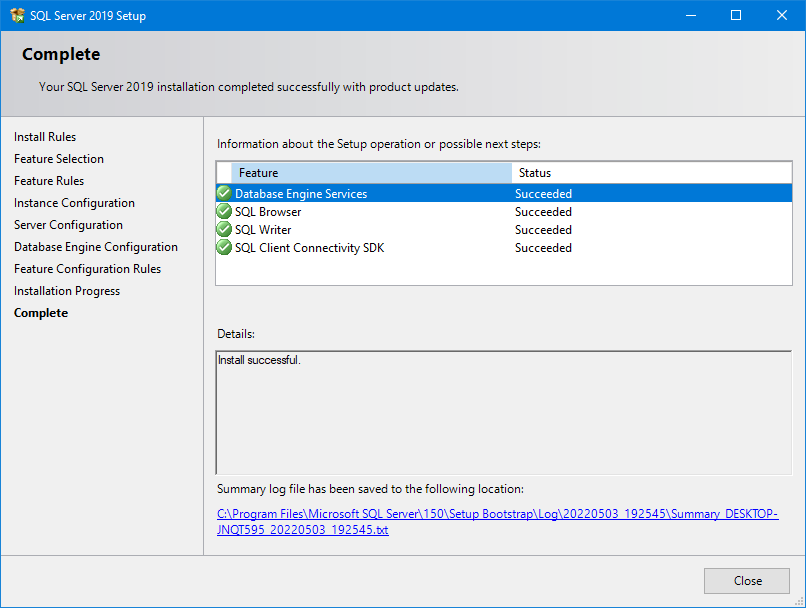 SQL Server 2019 Setup
Complete
Your SQL Server 2019 installation completed successfully with product updates.
Install Rules
Feature Selection
Feature Rules
Instance Configuration
Server Configuration
Database Engine Configuration
Feature Configuration Rules
Installation Progress
Complete
Information about the Setup operation or possible next steps:
Feature Status
Database Engine Services Succeeded
SQL Browser Succeeded
SQL Writer Succeeded
SQL Client Connectivity SDK Succeeded
Details:
Install successful.
Summary log file has been saved to the following location:
C:\Program Files\Microsoft SQL Server\150\Setup Bootstrap\Log\20220503_192545\Summary_DESKTOP-
JNQT595_20220503_192545.txt
Close